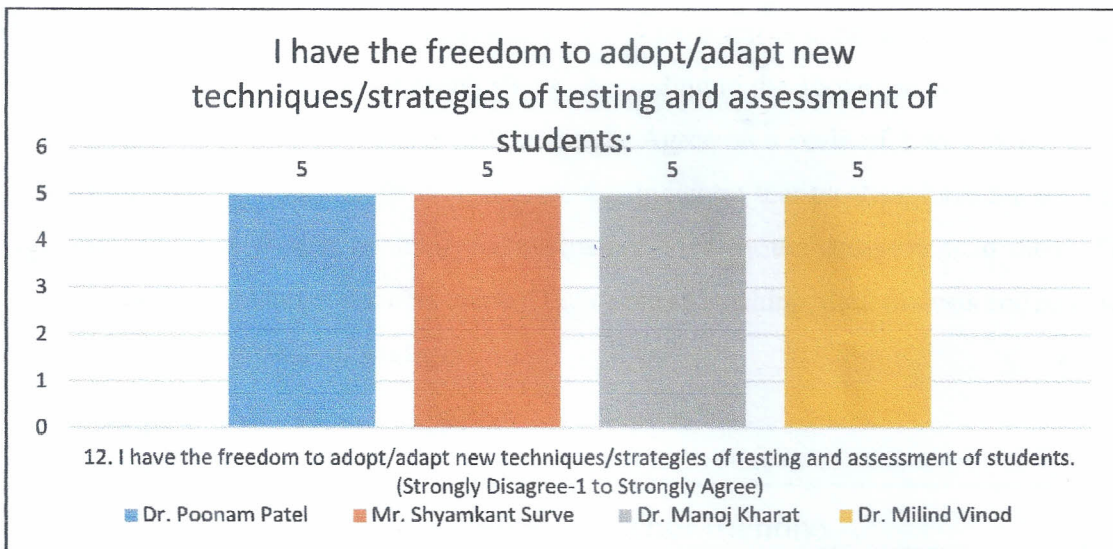 I have the freedom to adopt/adapt new
techniques/strategies of testing and assessment of
students:
6
5 5 5 5
5
4
3
2
1
0
12. I have the freedom to adopt/adapt new techniques/strategies of testing and assessment of students.
(Strongly Disagree-1 to Strongly Agree)
Dr. Poonam Patel Mr. Shyamkant Surve Dr. Manoj Kharat Dr. Milind Vinod